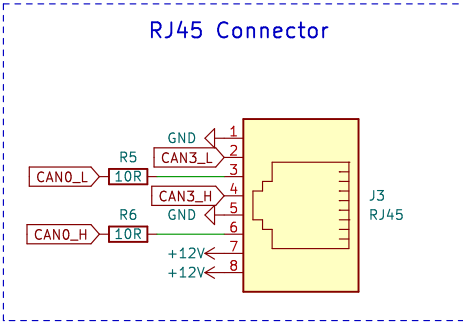 RJ45 Connector
GND 1
CAN3_L 2
R5
CAN0_L 10R 3
CAN3_H 4
J3
GND 5
RJ45
R6
CAN0_H 10R 6
+12V 7
+12V 8